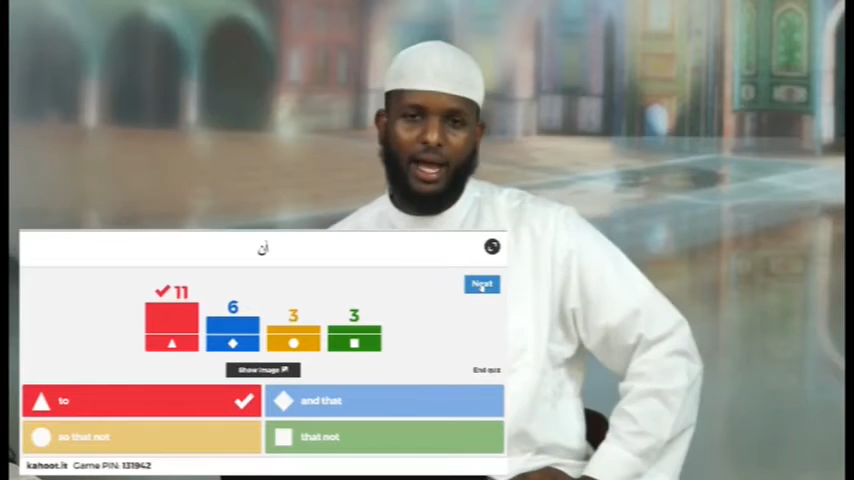 أن
Next
11
6
3
3
Show image
End quiz
to
and that
so that not
that not
kahoot.it Game PIN: 131942